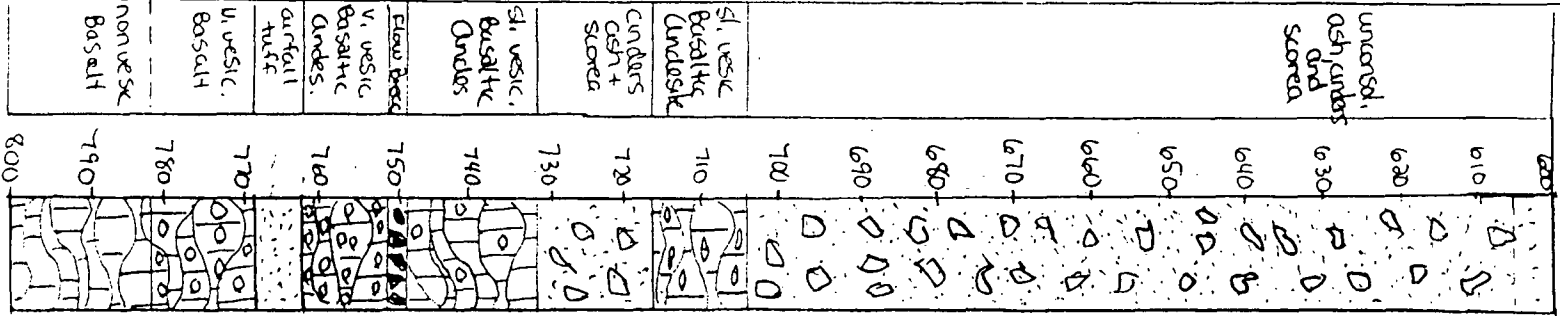 unconsol.
ash, cinders
and
scorea
sl. vesic
Basaltic
Andesite
cinders
ash +
scorea
sl. vesic.
Basaltic
Andes
Flow Brecc
V. vesic.
Basaltic
Andes.
airfall
tuff
V. vesic.
Basalt
nonvesic
Basalt
600
610
620
630
640
650
660
670
680
690
700
710
720
730
740
750
760
770
780
790
800